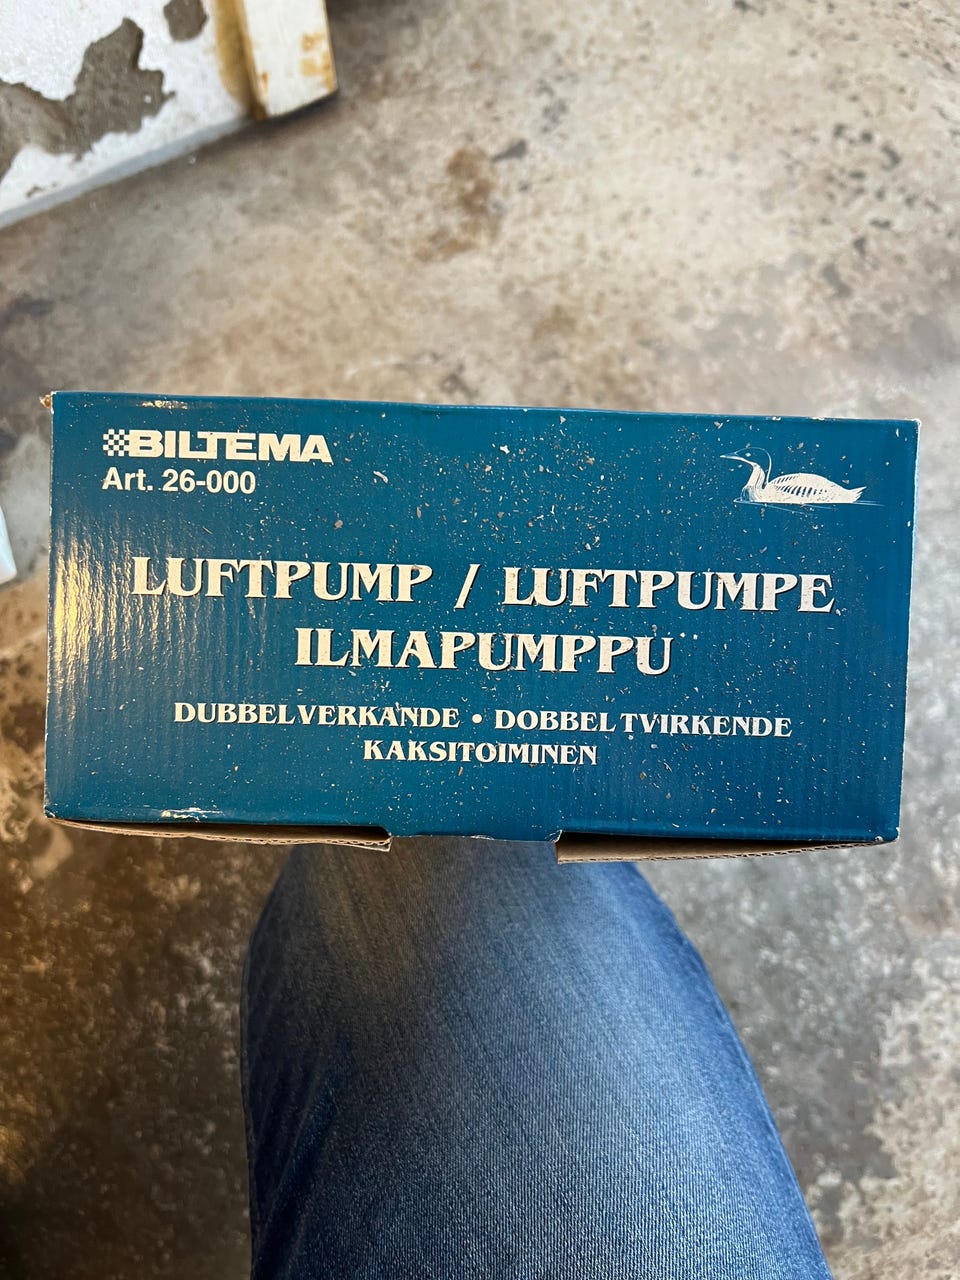 BILTEMA
Art. 26-000
LUFTPUMP / LUFTPUMPE
ILMAPUMPPU
DUBBELVERKANDE • DOBBELTVIRKENDE
KAKSITOIMINEN